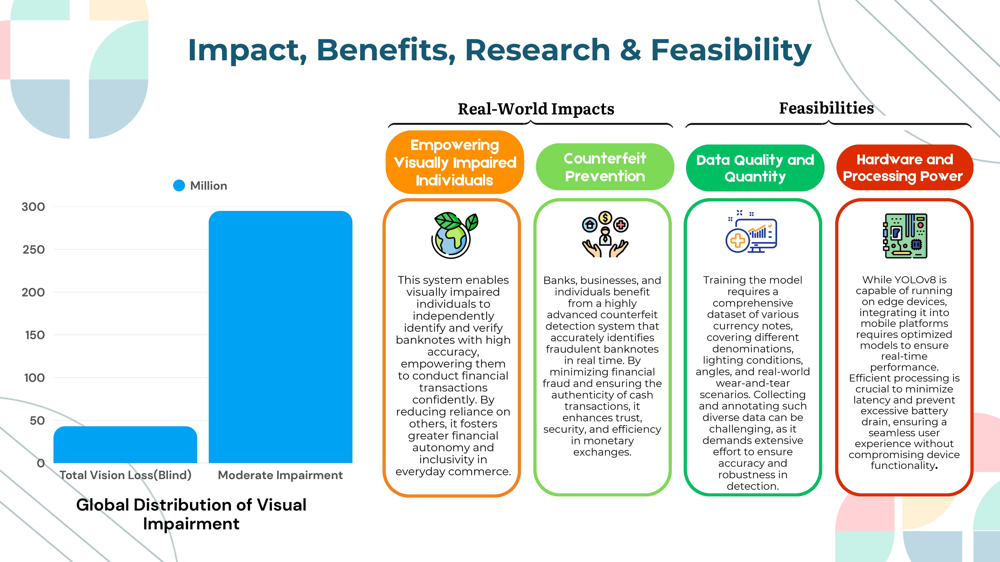 Impact, Benefits, Research & Feasibility
Million
300
250
200
150
100
50
0
Total Vision Loss(Blind)
Moderate Impairment
Global Distribution of Visual
Impairment
Real-World Impacts
Empowering
Visually Impaired
Individuals
This system enables
visually impaired
individuals to
independently
identify and verify
banknotes with high
accuracy,
empowering them
to conduct financial
transactions
confidently. By
reducing reliance on
others, it fosters
greater financial
autonomy and
inclusivity in
everyday commerce.
Counterfeit
Prevention
Banks, businesses, and
individuals benefit
from a highly
advanced counterfeit
detection system that
accurately identifies
fraudulent banknotes
in real time. By
minimizing financial
fraud and ensuring the
authenticity of cash
transactions, it
enhances trust,
security, and efficiency
in monetary
exchanges.
Feasibilities
Data Quality and
Quantity
Training the model
requires a
comprehensive
dataset of various
currency notes,
covering different
denominations,
lighting conditions,
angles, and real-world
wear-and-tear
scenarios. Collecting
and annotating such
diverse data can be
challenging, as it
demands extensive
effort to ensure
accuracy and
robustness in
detection.
Hardware and
Processing Power
While YOLOv8 is
capable of running
on edge devices,
integrating it into
mobile platforms
requires optimized
models to ensure
real-time
performance.
Efficient processing is
crucial to minimize
latency and prevent
excessive battery
drain, ensuring a
seamless user
experience without
compromising device
functionality.